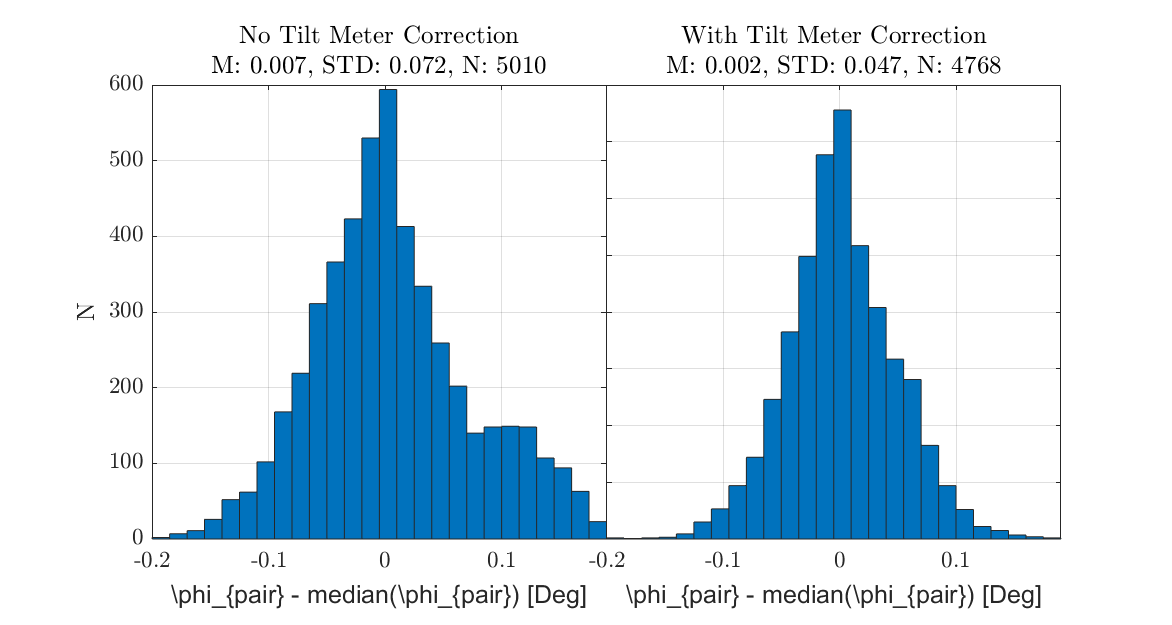 No Tilt Meter Correction
M: 0.007, STD: 0.072, N: 5010
With Tilt Meter Correction
M: 0.002, STD: 0.047, N: 4768
600
500
400
300
200
100
0
N
-0.2
-0.1
0
0.1
-0.2
-0.1
0
0.1
\phi_{pair} - median(\phi_{pair}) [Deg]
\phi_{pair} - median(\phi_{pair}) [Deg]